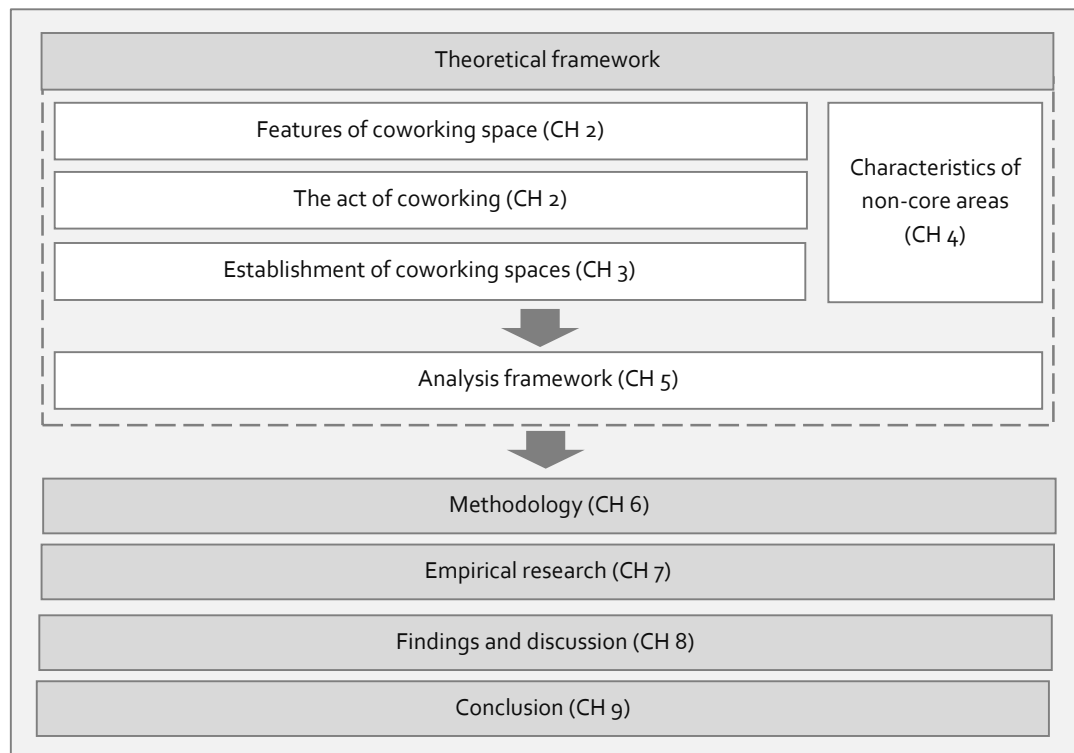 Theoretical framework
Features of coworking space (CH 2)
The act of coworking (CH 2)
Establishment of coworking spaces (CH 3)
Characteristics of
non-core areas
(CH 4)
Analysis framework (CH 5)
Methodology (CH 6)
Empirical research (CH 7)
Findings and discussion (CH 8)
Conclusion (CH 9)